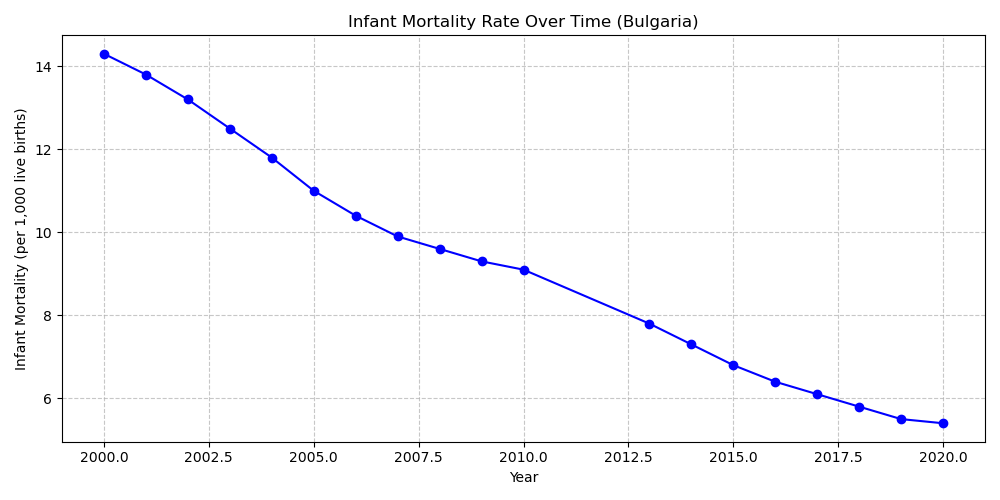 Infant Mortality Rate Over Time (Bulgaria)
Infant Mortality (per 1,000 live births)
14
12
10
8
6
2000.0 2002.5 2005.0 2007.5 2010.0 2012.5 2015.0 2017.5 2020.0
Year